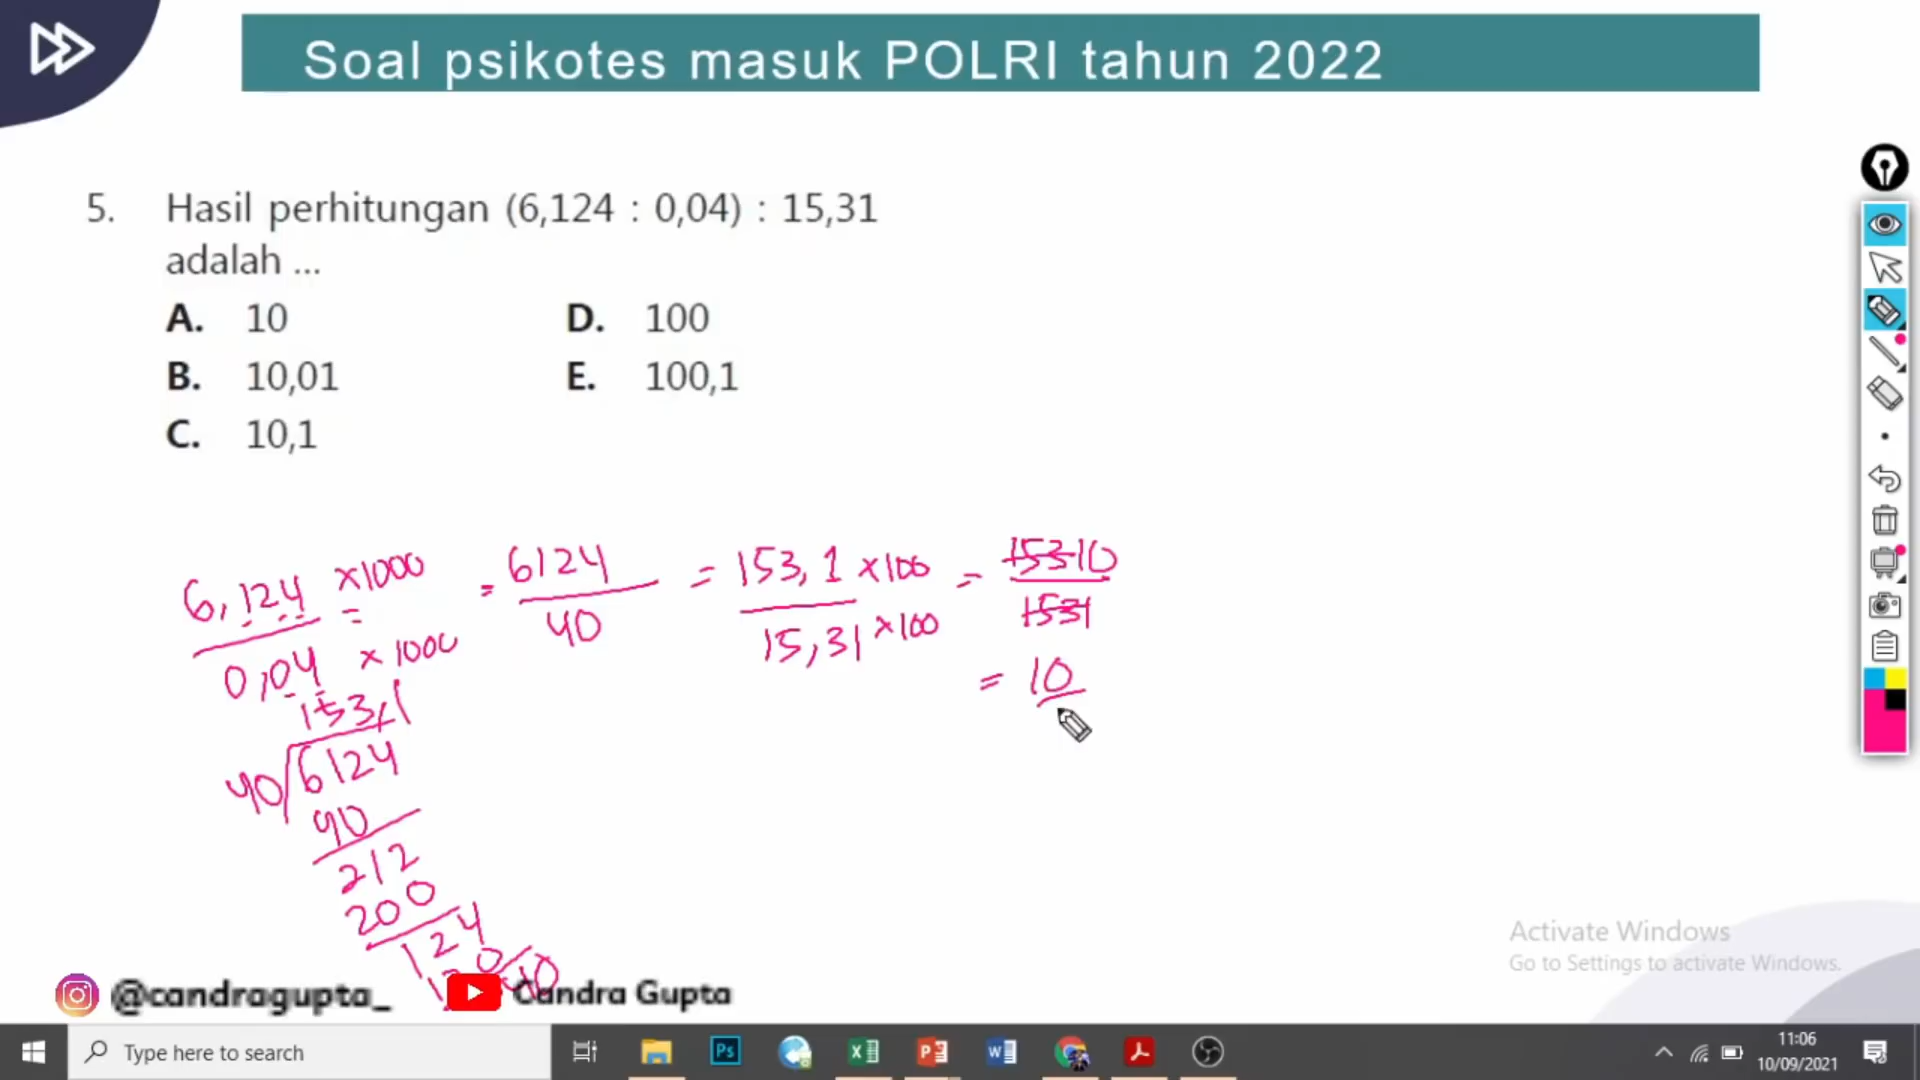 Soal psikotes masuk POLRI tahun 2022
5. Hasil perhitungan (6,124 : 0,04) : 15,31
adalah ...
A. 10 D. 100
B. 10,01 E. 100,1
C. 10,1
6,124 ×1000 = 6124 = 153,1 ×100 = 15310
0,04 ×1000 = 40 15,31 ×100 1531
= 10
153,1
40 6124
40
212
200
124
40
@candragupta_ Candra Gupta
Activate Windows
Go to Settings to activate Windows.
Type here to search
Ps
11:06
10/09/2021